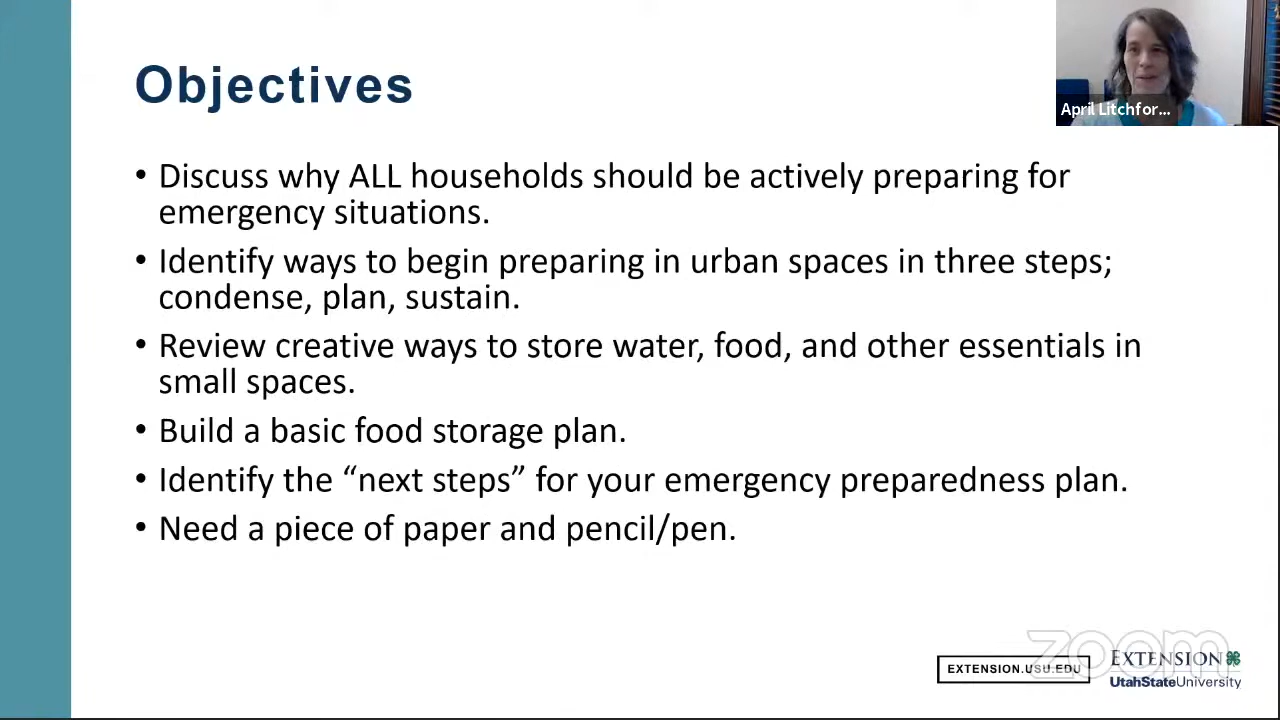 Objectives
April Litchfor...
• Discuss why ALL households should be actively preparing for
emergency situations.
• Identify ways to begin preparing in urban spaces in three steps;
condense, plan, sustain.
• Review creative ways to store water, food, and other essentials in
small spaces.
• Build a basic food storage plan.
• Identify the “next steps” for your emergency preparedness plan.
• Need a piece of paper and pencil/pen.
zoom
EXTENSION.USU.EDU
EXTENSION
UtahStateUniversity